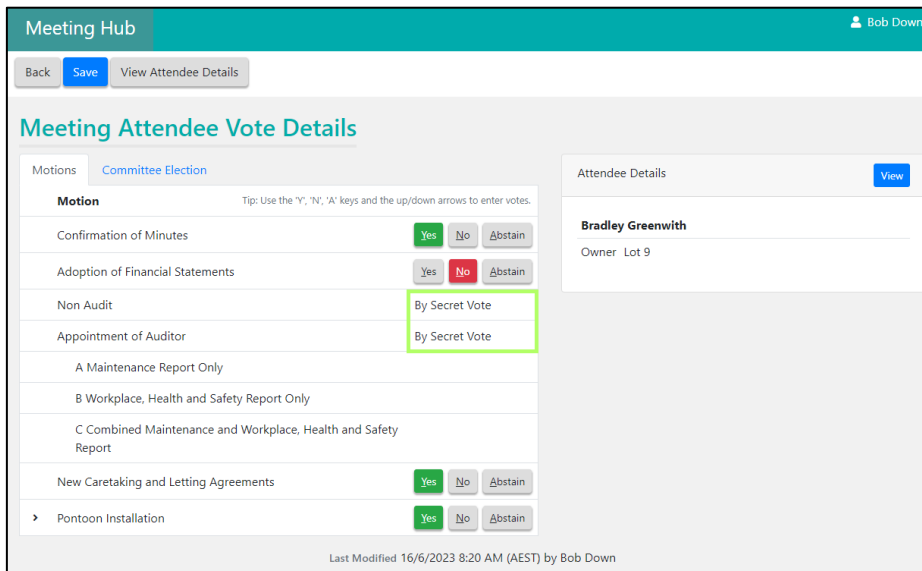 Meeting Hub
Bob Down
Back Save View Attendee Details
Meeting Attendee Vote Details
Motions Committee Election
Motion Tip: Use the 'Y', 'N', 'A' keys and the up/down arrows to enter votes.
Confirmation of Minutes Yes No Abstain
Adoption of Financial Statements Yes No Abstain
Non Audit By Secret Vote
Appointment of Auditor By Secret Vote
A Maintenance Report Only
B Workplace, Health and Safety Report Only
C Combined Maintenance and Workplace, Health and Safety
Report
New Caretaking and Letting Agreements Yes No Abstain
Pontoon Installation Yes No Abstain
Attendee Details View
Bradley Greenwith
Owner Lot 9
Last Modified 16/6/2023 8:20 AM (AEST) by Bob Down